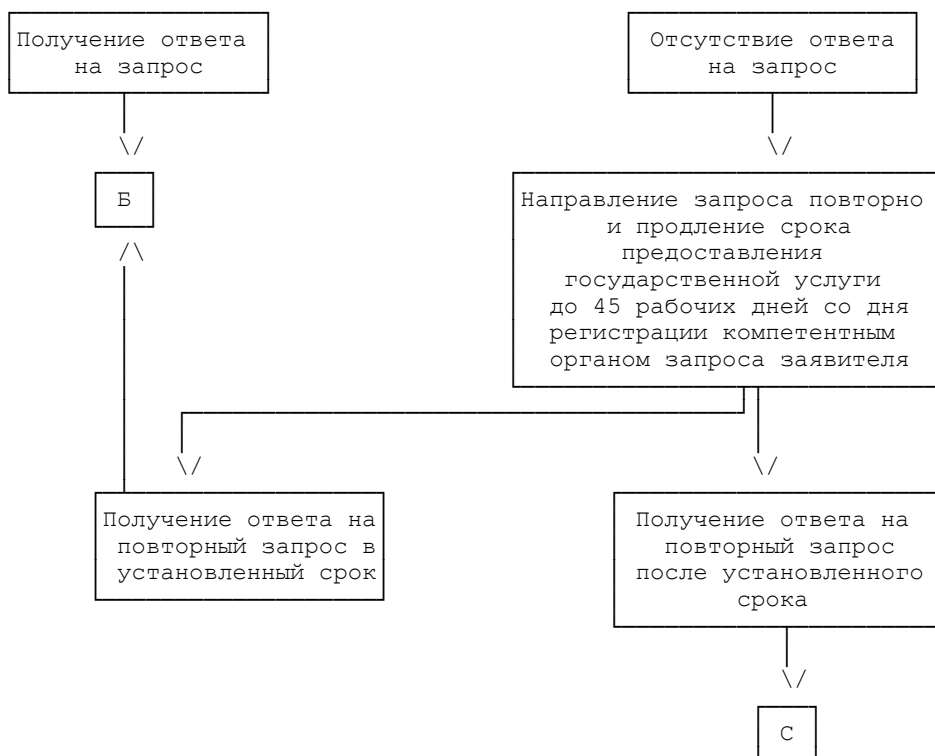 Получение ответа
на запрос
Отсутствие ответа
на запрос
Б
Направление запроса повторно
и продление срока
предоставления
государственной услуги
до 45 рабочих дней со дня
регистрации компетентным
органом запроса заявителя
Получение ответа на
повторный запрос в
установленный срок
Получение ответа на
повторный запрос
после установленного
срока
С